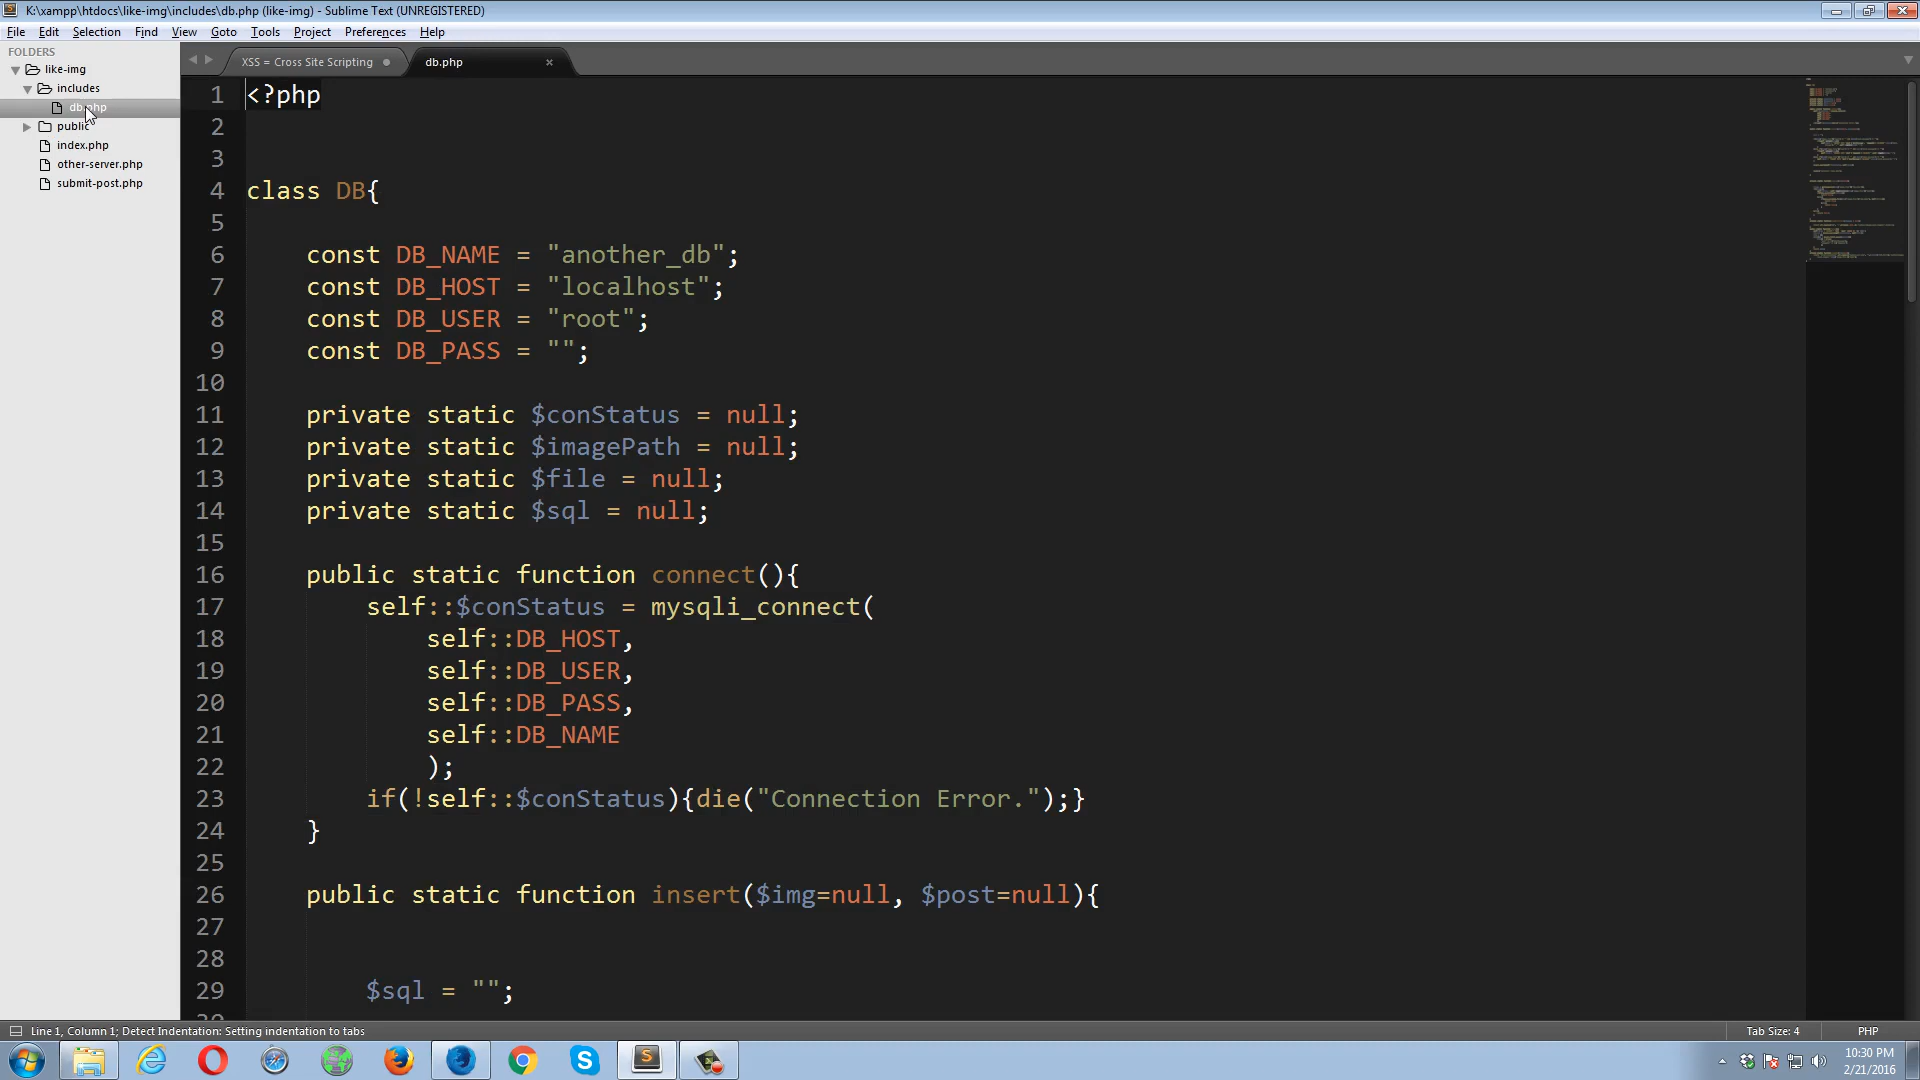 K:\xampp\htdocs\like-img\includes\db.php (like-img) - Sublime Text (UNREGISTERED)
File Edit Selection Find View Goto Tools Project Preferences Help
FOLDERS
like-img
includes
db.php
public
index.php
other-server.php
submit-post.php
XSS = Cross Site Scripting
db.php
1 <?php
2
3
4 class DB{
5
6 const DB_NAME = "another_db";
7 const DB_HOST = "localhost";
8 const DB_USER = "root";
9 const DB_PASS = "";
10
11 private static $conStatus = null;
12 private static $imagePath = null;
13 private static $file = null;
14 private static $sql = null;
15
16 public static function connect(){
17 self::$conStatus = mysqli_connect(
18 self::DB_HOST,
19 self::DB_USER,
20 self::DB_PASS,
21 self::DB_NAME
22 );
23 if(!self::$conStatus){die("Connection Error.");}
24 }
25
26 public static function insert($img=null, $post=null){
27
28
29 $sql = "";
Line 1, Column 1; Detect Indentation: Setting indentation to tabs
Tab Size: 4
PHP
10:30 PM
2/21/2016